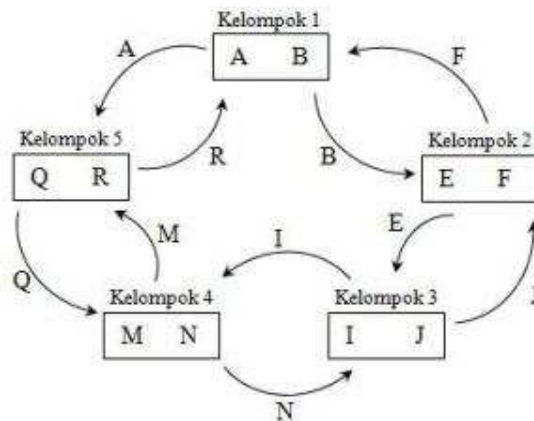 Kelompok 1
A B
A
F
Kelompok 5
Q R
R
B
Kelompok 2
E F
M
I
E
Q
Kelompok 4
M N
Kelompok 3
I J
N